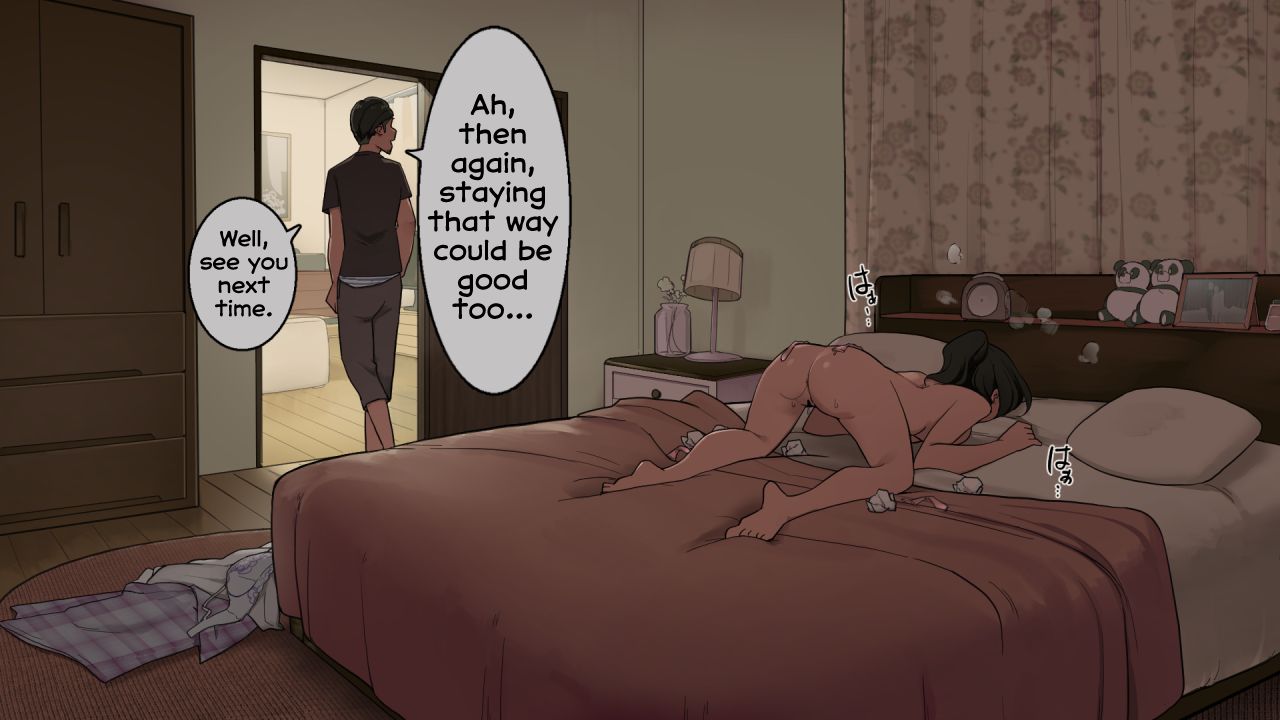 Ah,
then
again,
staying
that way
could be
good
too...
Well,
see you
next
time.
はぁ…
はぁ…